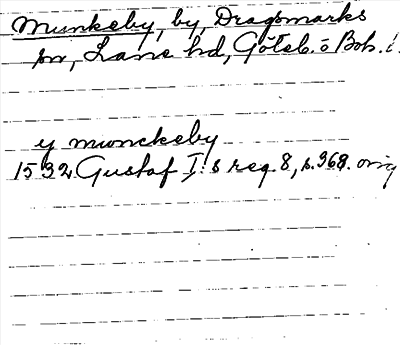 Munkeby, by, Dragsmarks
sn, Lane hd, Göteb. o Boh. l.
y munckeby
1532 Gustaf I:s reg. 8, s. 368. orig